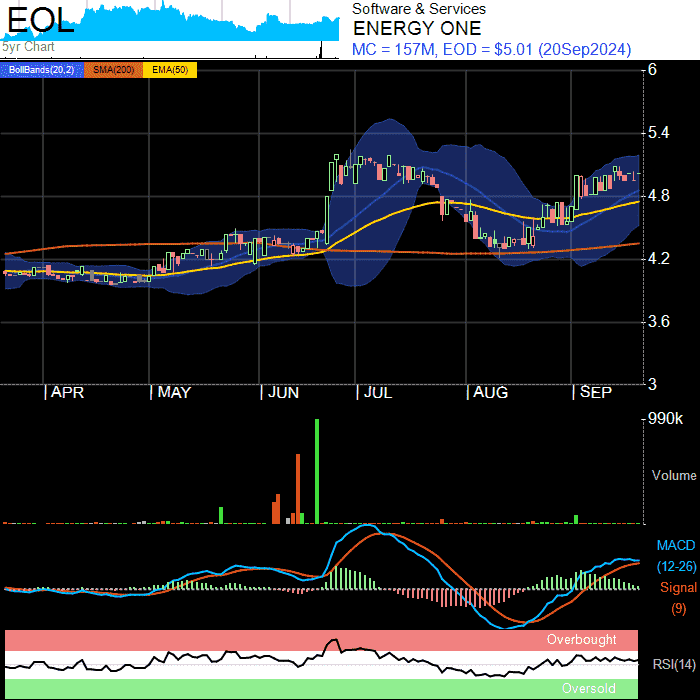 EOL
5yr Chart
Software & Services
ENERGY ONE
MC = 157M, EOD = $5.01 (20Sep2024)
BollBands(20,2) SMA(200) EMA(50)
6
5.4
4.8
4.2
3.6
3
APR MAY JUN JUL AUG SEP
990k
Volume
MACD
(12-26)
Signal
(9)
Overbought
RSI(14)
Oversold